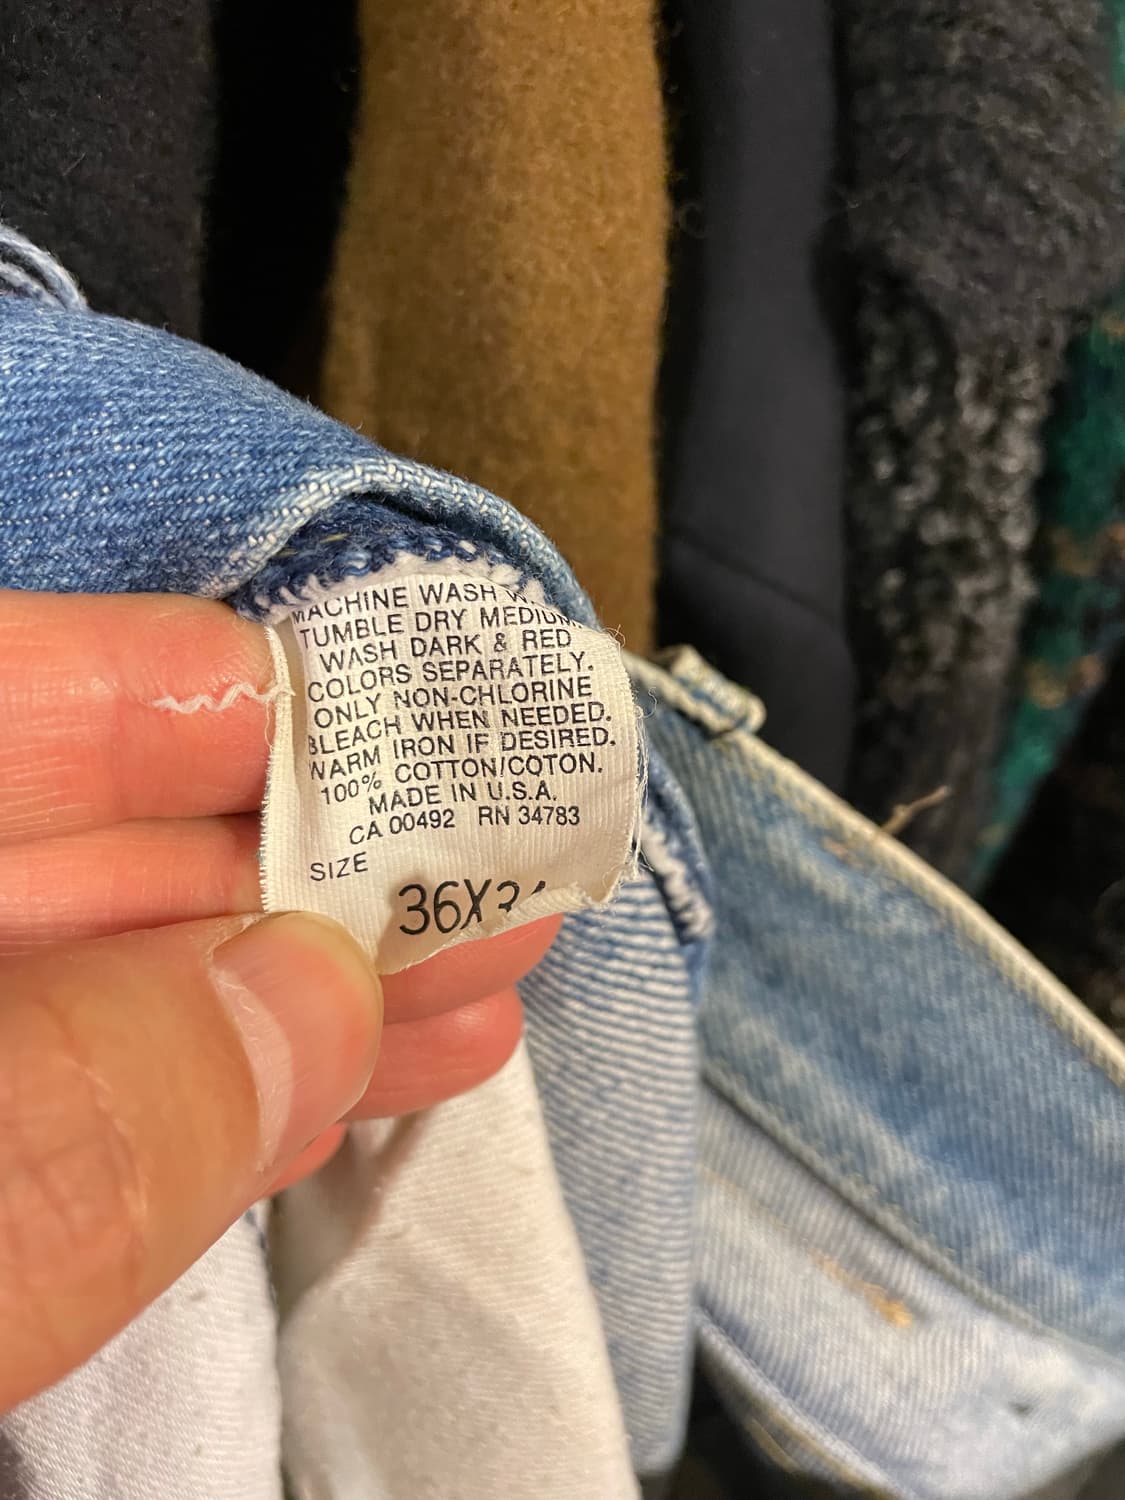 MACHINE WASH
TUMBLE DRY MEDIUM
WASH DARK & RED
COLORS SEPARATELY.
ONLY NON-CHLORINE
BLEACH WHEN NEEDED.
WARM IRON IF DESIRED.
100% COTTON/COTON.
MADE IN U.S.A.
CA 00492 RN 34783
SIZE